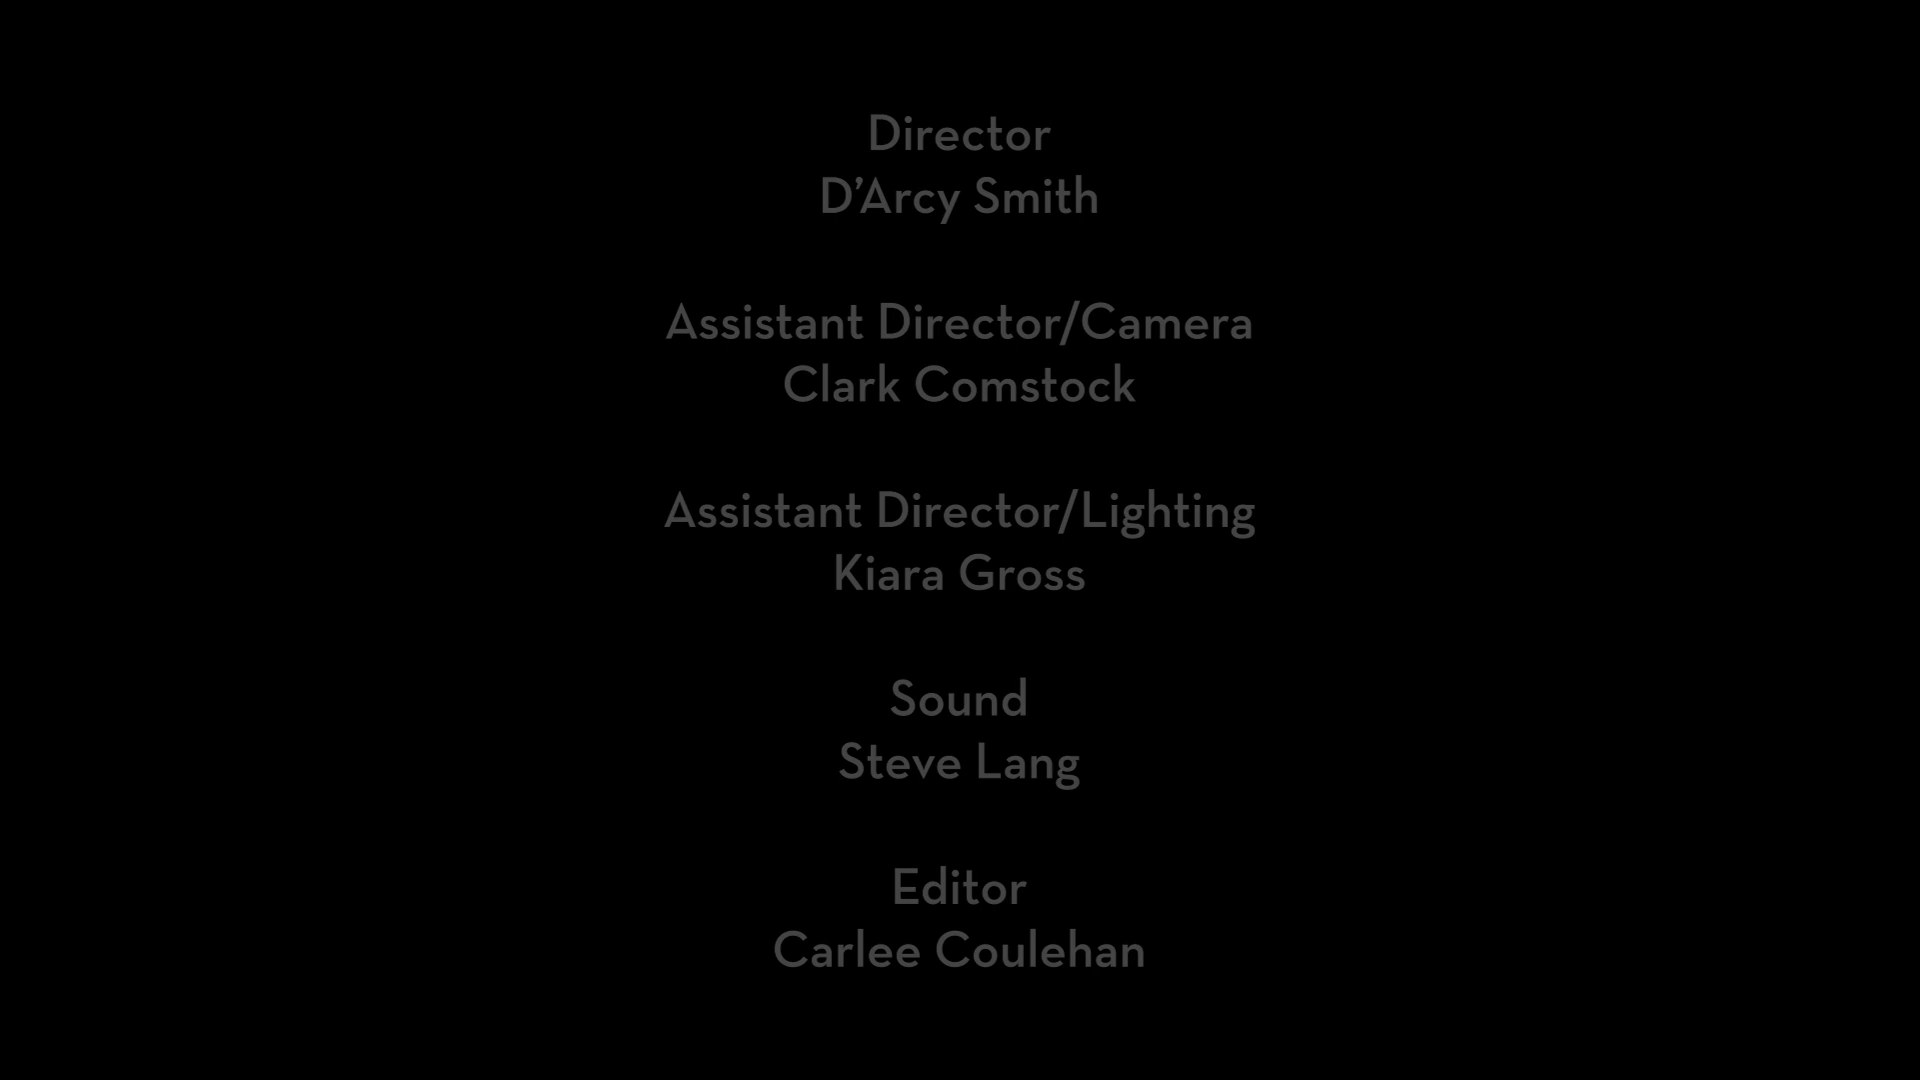 Director
D’Arcy Smith
Assistant Director/Camera
Clark Comstock
Assistant Director/Lighting
Kiara Gross
Sound
Steve Lang
Editor
Carlee Coulehan